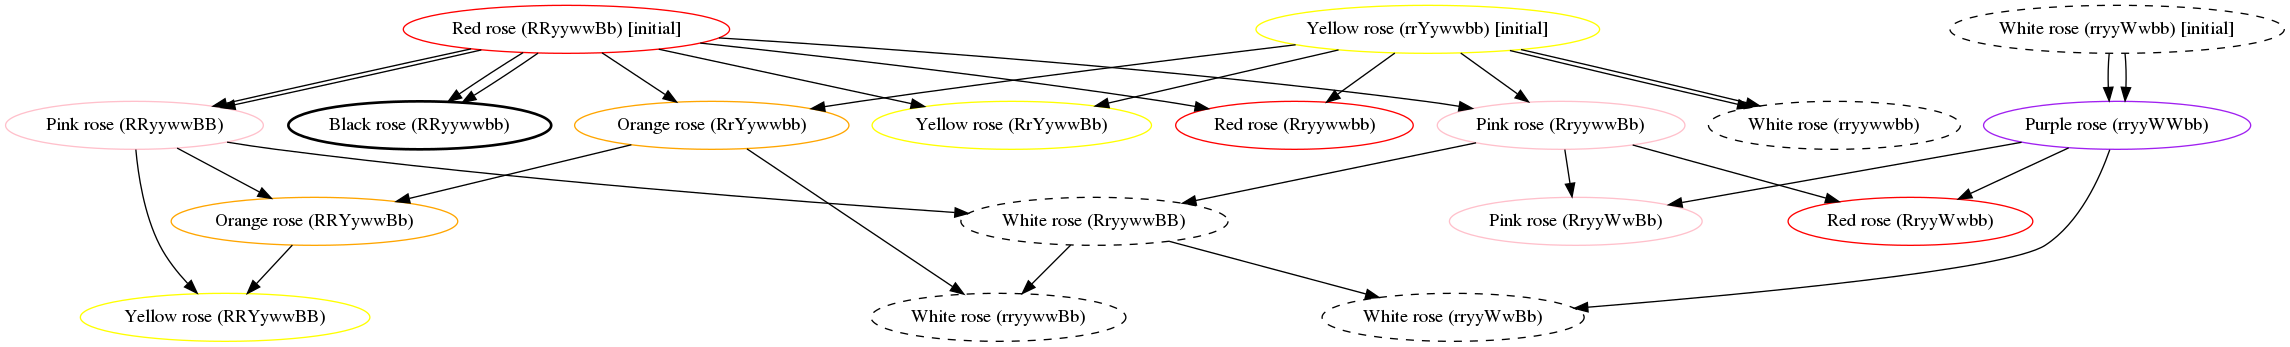 Red rose (RRyywwBb) [initial]
Yellow rose (rrYywwbb) [initial]
White rose (rryyWwbb) [initial]
Pink rose (RRyywwBB)
Black rose (RRyywwbb)
Orange rose (RrYywwbb)
Yellow rose (RrYywwBb)
Red rose (Rryywwbb)
Pink rose (RryywwBb)
White rose (rryywwbb)
Purple rose (rryyWWbb)
Orange rose (RRYywwBb)
White rose (RryywwBB)
Pink rose (RryyWwBb)
Red rose (RryyWwbb)
Yellow rose (RRYywwBB)
White rose (rryywwBb)
White rose (rryyWwBb)